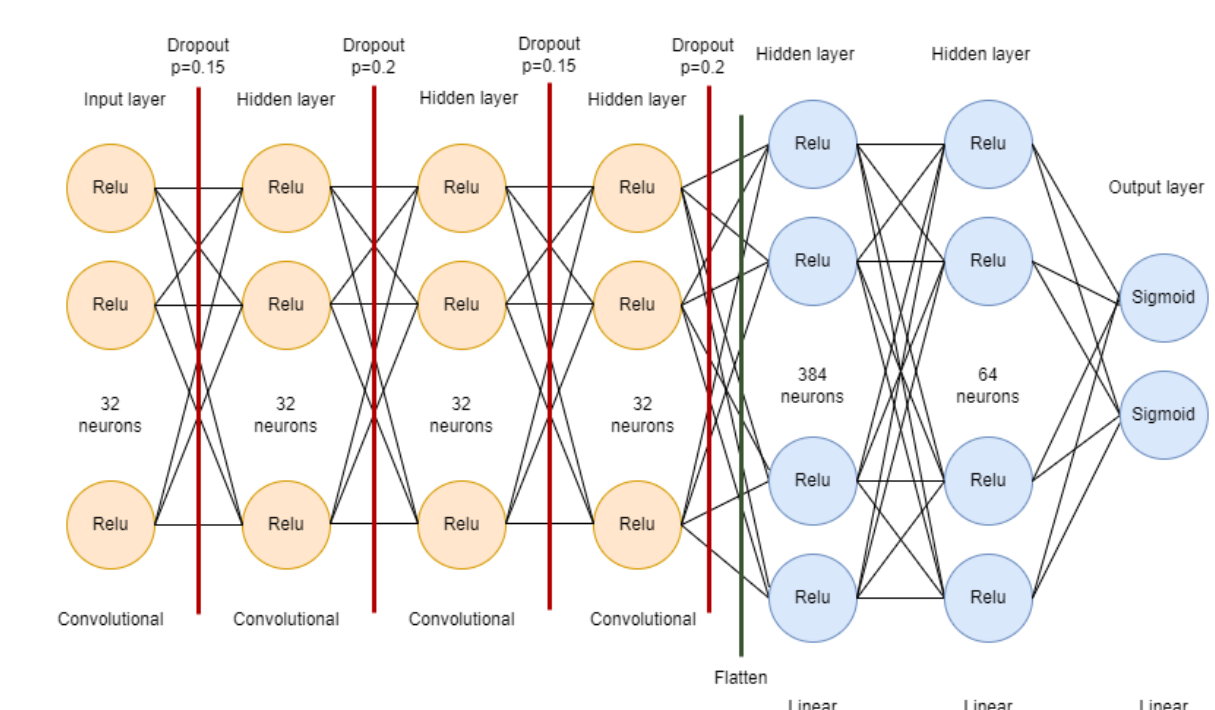 Dropout
p=0.15
Dropout
p=0.2
Dropout
p=0.15
Dropout
p=0.2
Hidden layer
Hidden layer
Input layer
Hidden layer
Hidden layer
Hidden layer
Output layer
Relu
Relu
Relu
Relu
Relu
Relu
Relu
Relu
Relu
Relu
Relu
Relu
Sigmoid
Sigmoid
32
neurons
32
neurons
32
neurons
32
neurons
384
neurons
64
neurons
Relu
Relu
Relu
Relu
Relu
Relu
Relu
Relu
Convolutional
Convolutional
Convolutional
Convolutional
Flatten
Linear
Linear
Linear